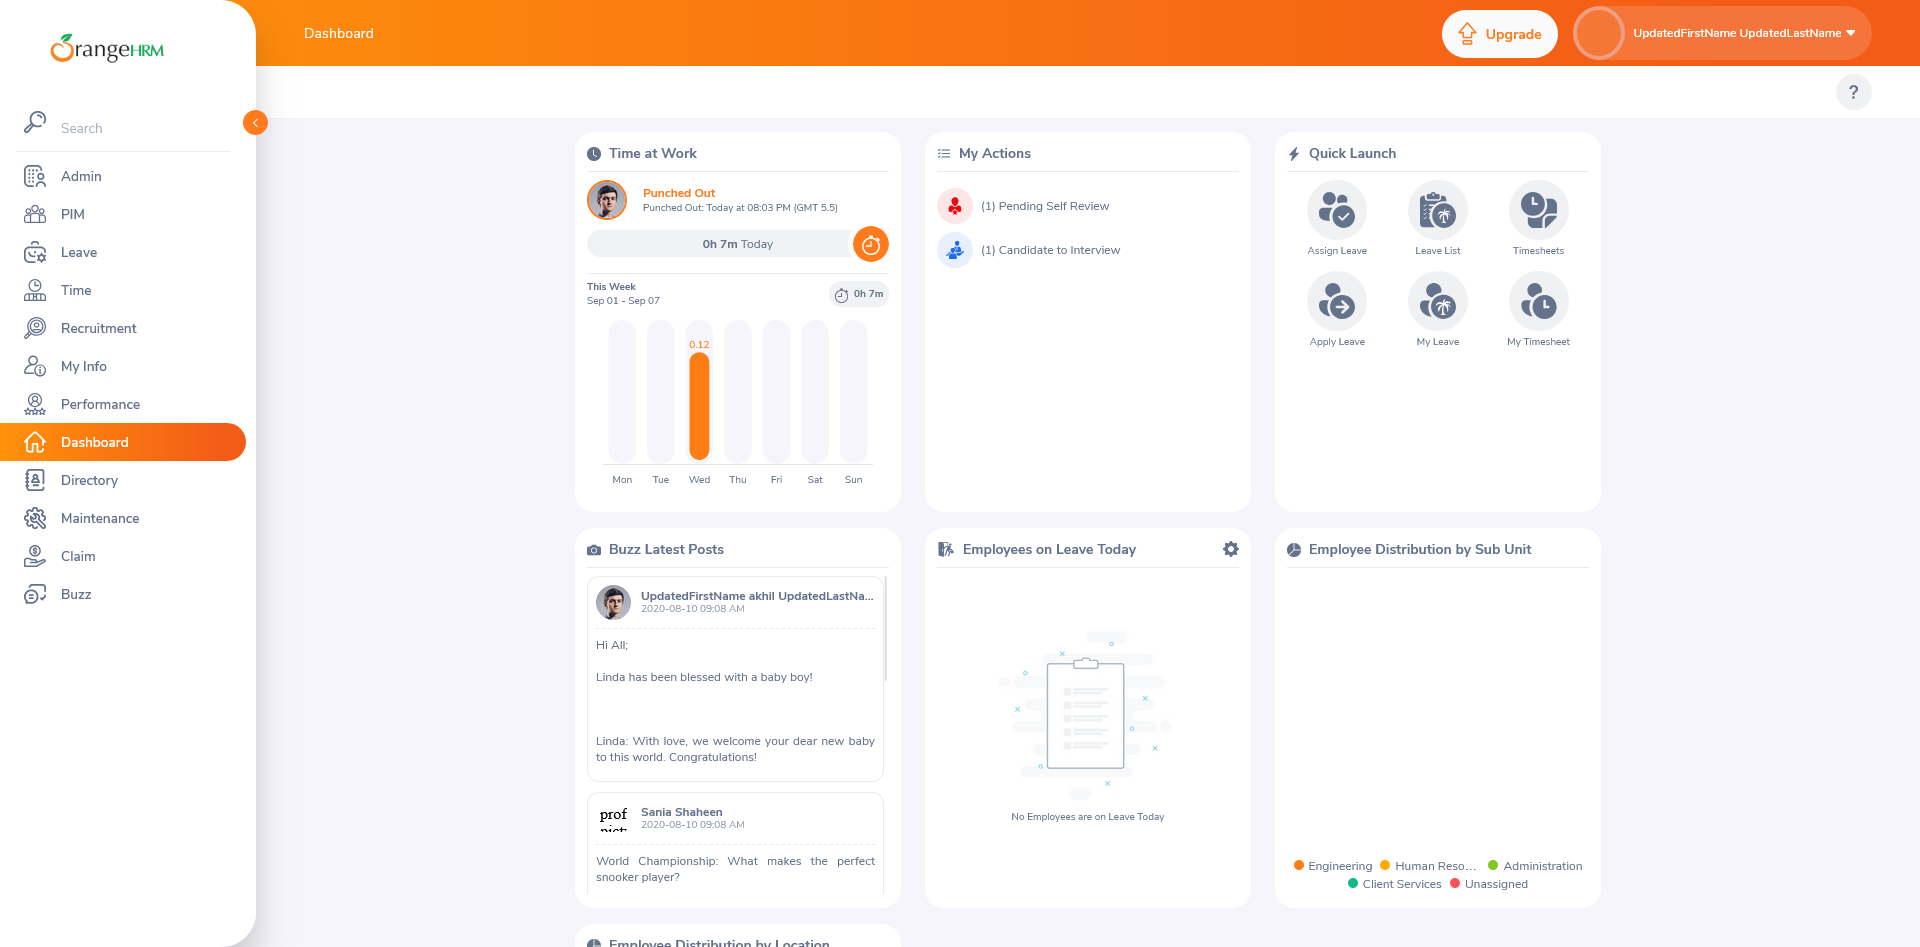 OrangeHRM
Dashboard
Upgrade
UpdatedFirstName UpdatedLastName
?
Search
Admin
PIM
Leave
Time
Recruitment
My Info
Performance
Dashboard
Directory
Maintenance
Claim
Buzz
Time at Work
Punched Out
Punched Out: Today at 08:03 PM (GMT 5.5)
0h 7m Today
This Week
Sep 01 - Sep 07
0h 7m
0.12
Mon Tue Wed Thu Fri Sat Sun
My Actions
(1) Pending Self Review
(1) Candidate to Interview
Quick Launch
Assign Leave
Leave List
Timesheets
Apply Leave
My Leave
My Timesheet
Buzz Latest Posts
UpdatedFirstName akhil UpdatedLastNa...
2020-08-10 09:08 AM
Hi All;
Linda has been blessed with a baby boy!
Linda: With love, we welcome your dear new baby
to this world. Congratulations!
prof
Sania Shaheen
2020-08-10 09:08 AM
World Championship: What makes the perfect
snooker player?
Employees on Leave Today
No Employees are on Leave Today
Employee Distribution by Sub Unit
Engineering Human Reso... Administration
Client Services Unassigned
Employee Distribution by Location